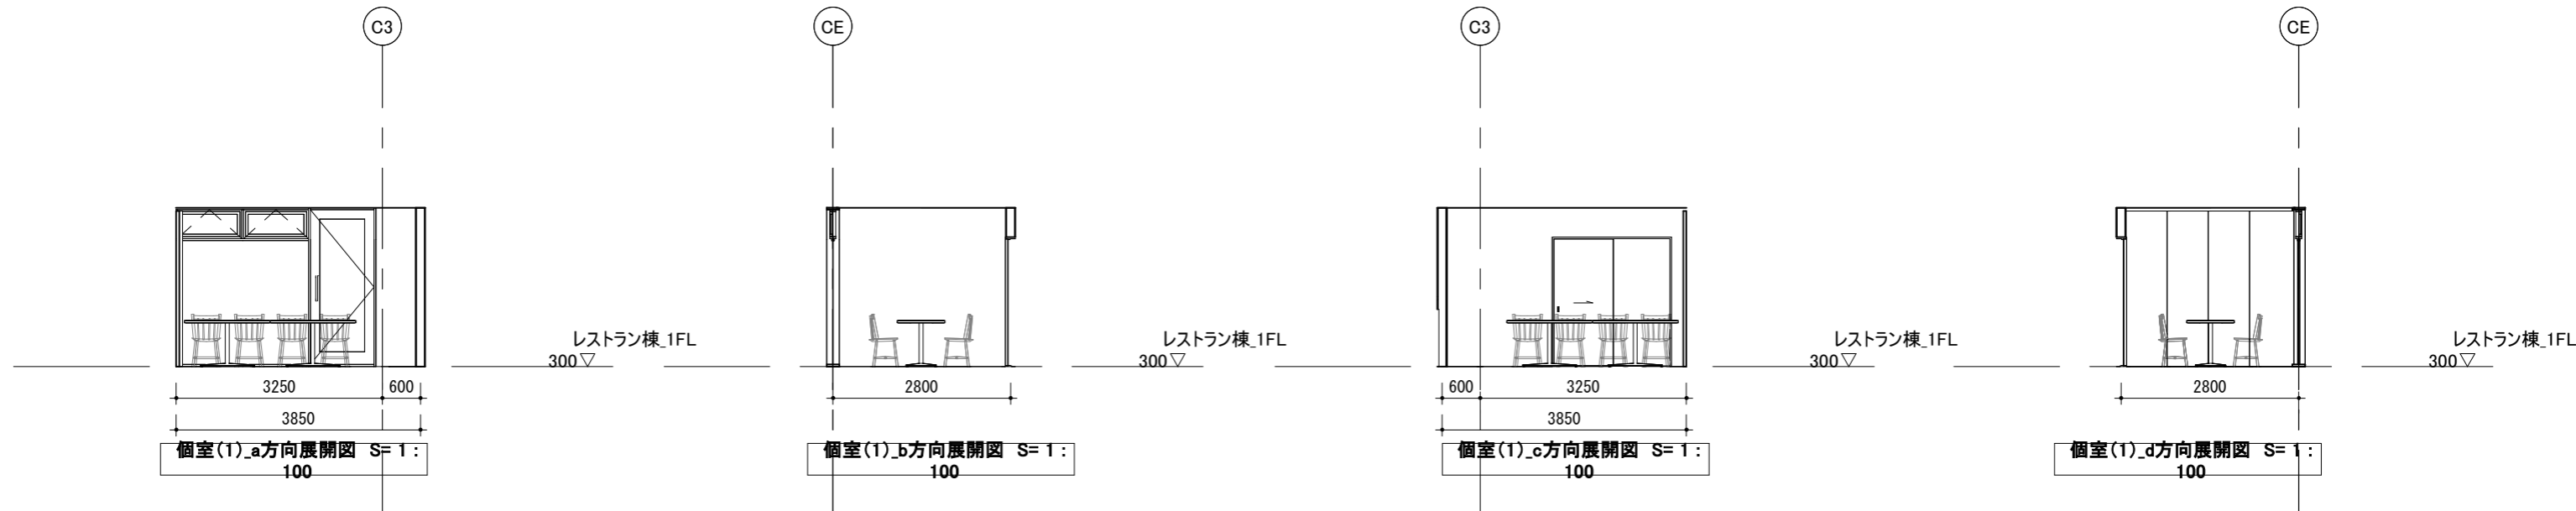 C3
CE
C3
CE
レストラン棟_1FL
300▽
レストラン棟_1FL
300▽
レストラン棟_1FL
300▽
レストラン棟_1FL
300▽
3250
600
2800
600
3250
2800
3850
3850
個室(1)_a方向展開図 S= 1 :
100
個室(1)_b方向展開図 S= 1 :
100
個室(1)_c方向展開図 S= 1 :
100
個室(1)_d方向展開図 S= 1 :
100